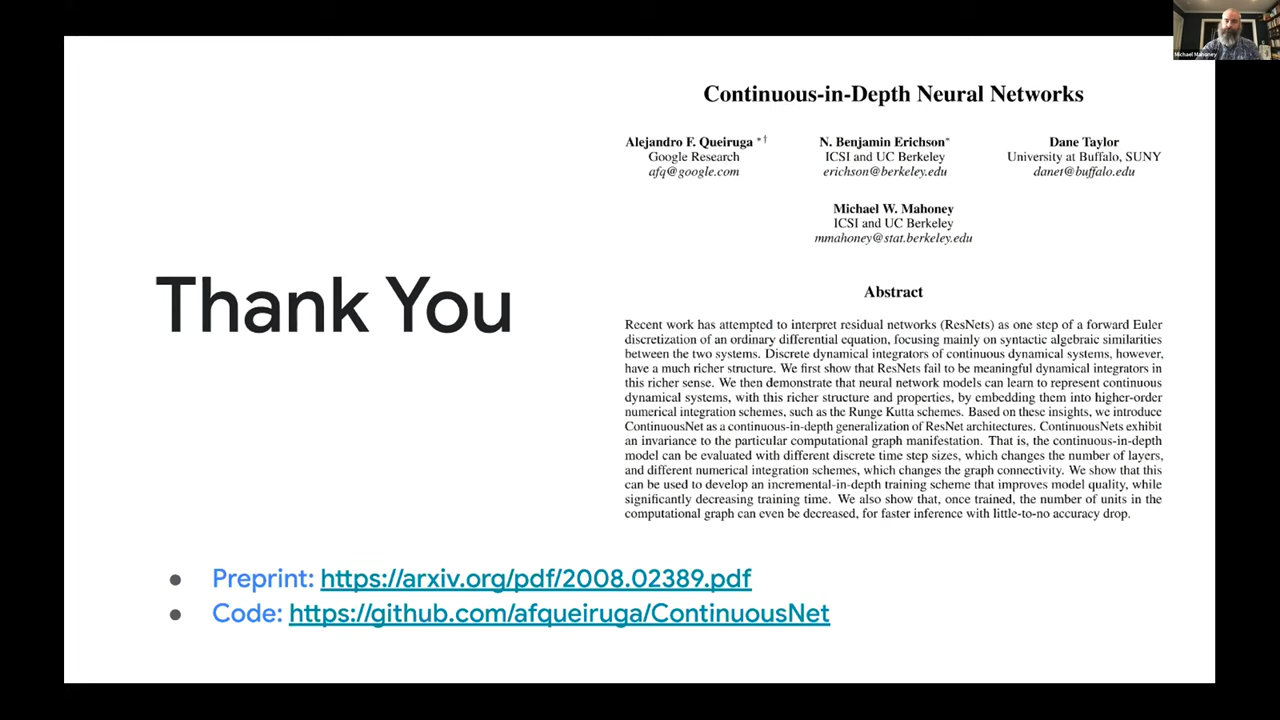 Michael Mahoney
Continuous-in-Depth Neural Networks
Alejandro F. Queiruga *†
Google Research
afq@google.com
N. Benjamin Erichson*
ICSI and UC Berkeley
erichson@berkeley.edu
Dane Taylor
University at Buffalo, SUNY
danet@buffalo.edu
Michael W. Mahoney
ICSI and UC Berkeley
mmahoney@stat.berkeley.edu
Thank You
Abstract
Recent work has attempted to interpret residual networks (ResNets) as one step of a forward Euler
discretization of an ordinary differential equation, focusing mainly on syntactic algebraic similarities
between the two systems. Discrete dynamical integrators of continuous dynamical systems, however,
have a much richer structure. We first show that ResNets fail to be meaningful dynamical integrators in
this richer sense. We then demonstrate that neural network models can learn to represent continuous
dynamical systems, with this richer structure and properties, by embedding them into higher-order
numerical integration schemes, such as the Runge Kutta schemes. Based on these insights, we introduce
ContinuousNet as a continuous-in-depth generalization of ResNet architectures. ContinuousNets exhibit
an invariance to the particular computational graph manifestation. That is, the continuous-in-depth
model can be evaluated with different discrete time step sizes, which changes the number of layers,
and different numerical integration schemes, which changes the graph connectivity. We show that this
can be used to develop an incremental-in-depth training scheme that improves model quality, while
significantly decreasing training time. We also show that, once trained, the number of units in the
computational graph can even be decreased, for faster inference with little-to-no accuracy drop.
● Preprint: https://arxiv.org/pdf/2008.02389.pdf
● Code: https://github.com/afqueiruga/ContinuousNet